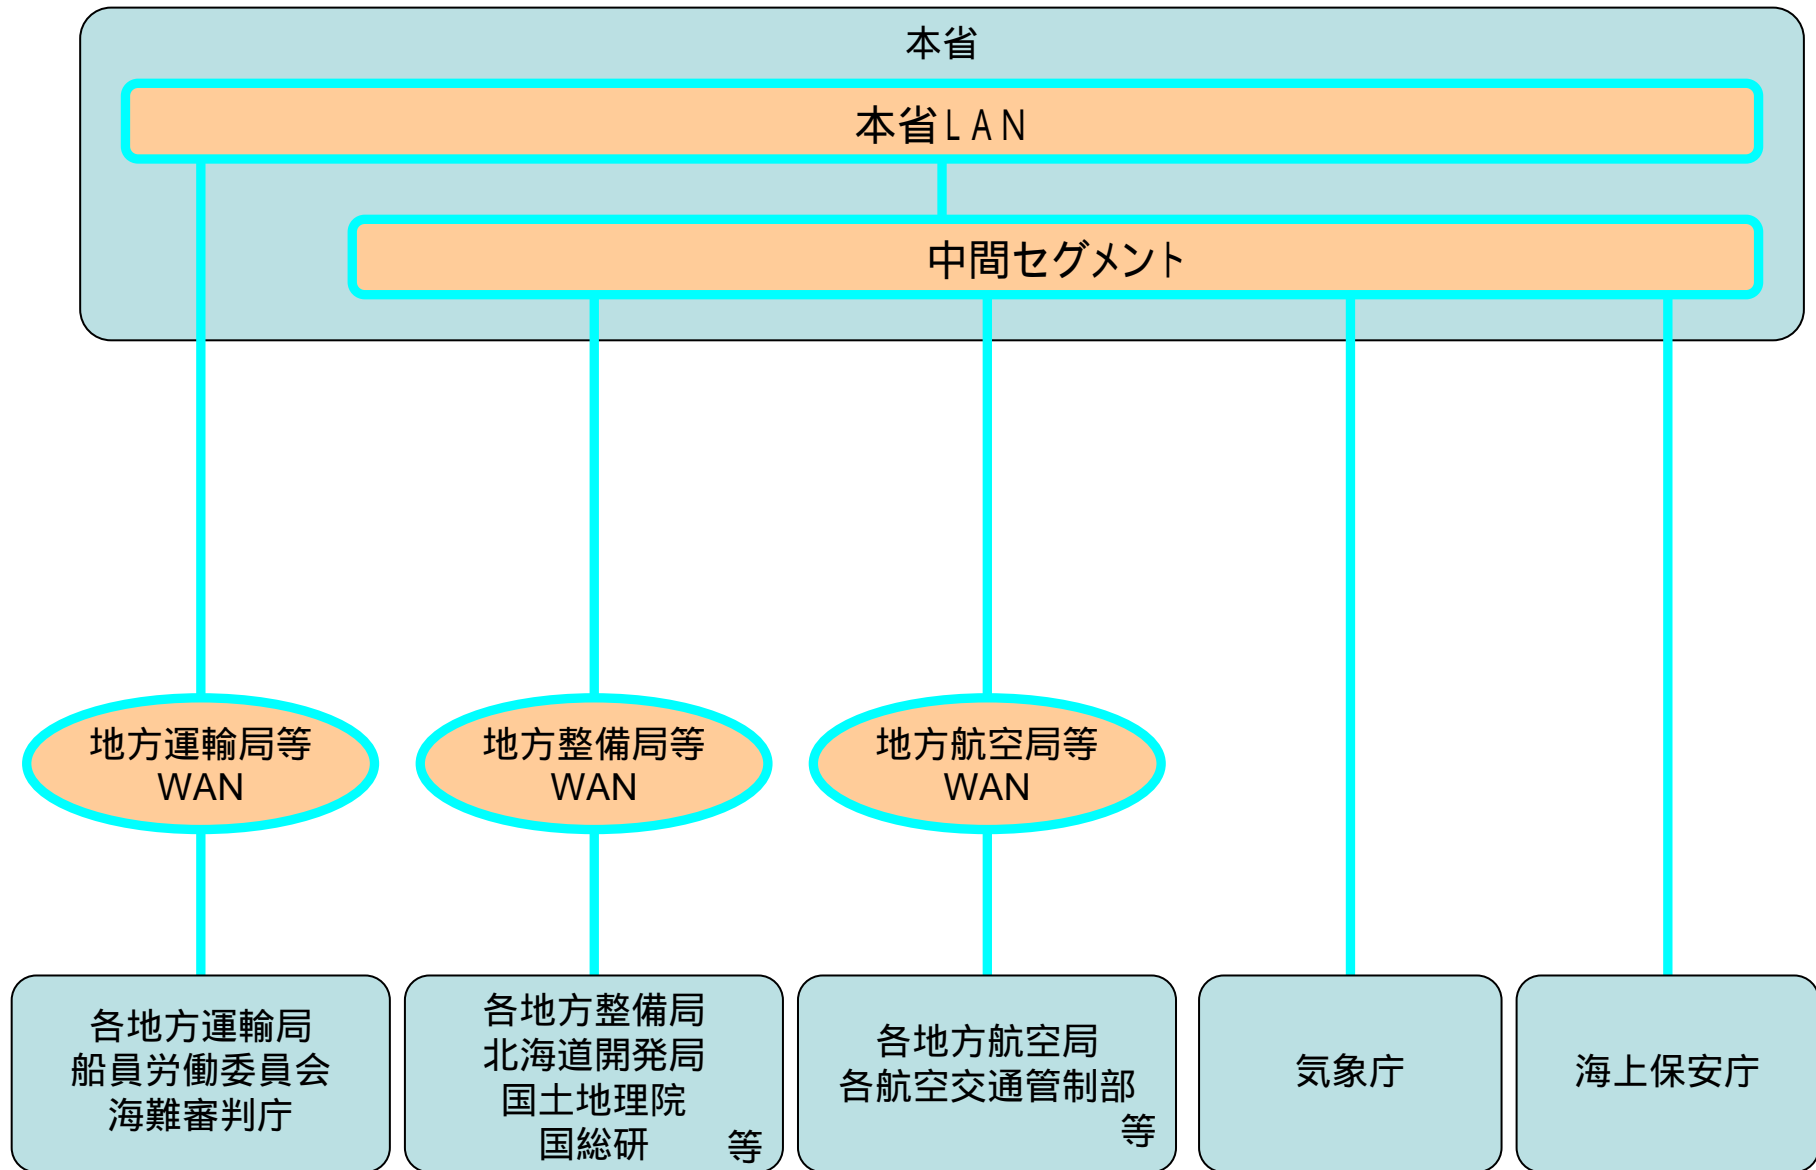 本省
本省LAN
中間セグメント
地方運輸局等
WAN
地方整備局等
WAN
地方航空局等
WAN
各地方運輸局
船員労働委員会
海難審判庁
各地方整備局
北海道開発局
国土地理院
国総研 等
各地方航空局
各航空交通管制部
等
気象庁
海上保安庁